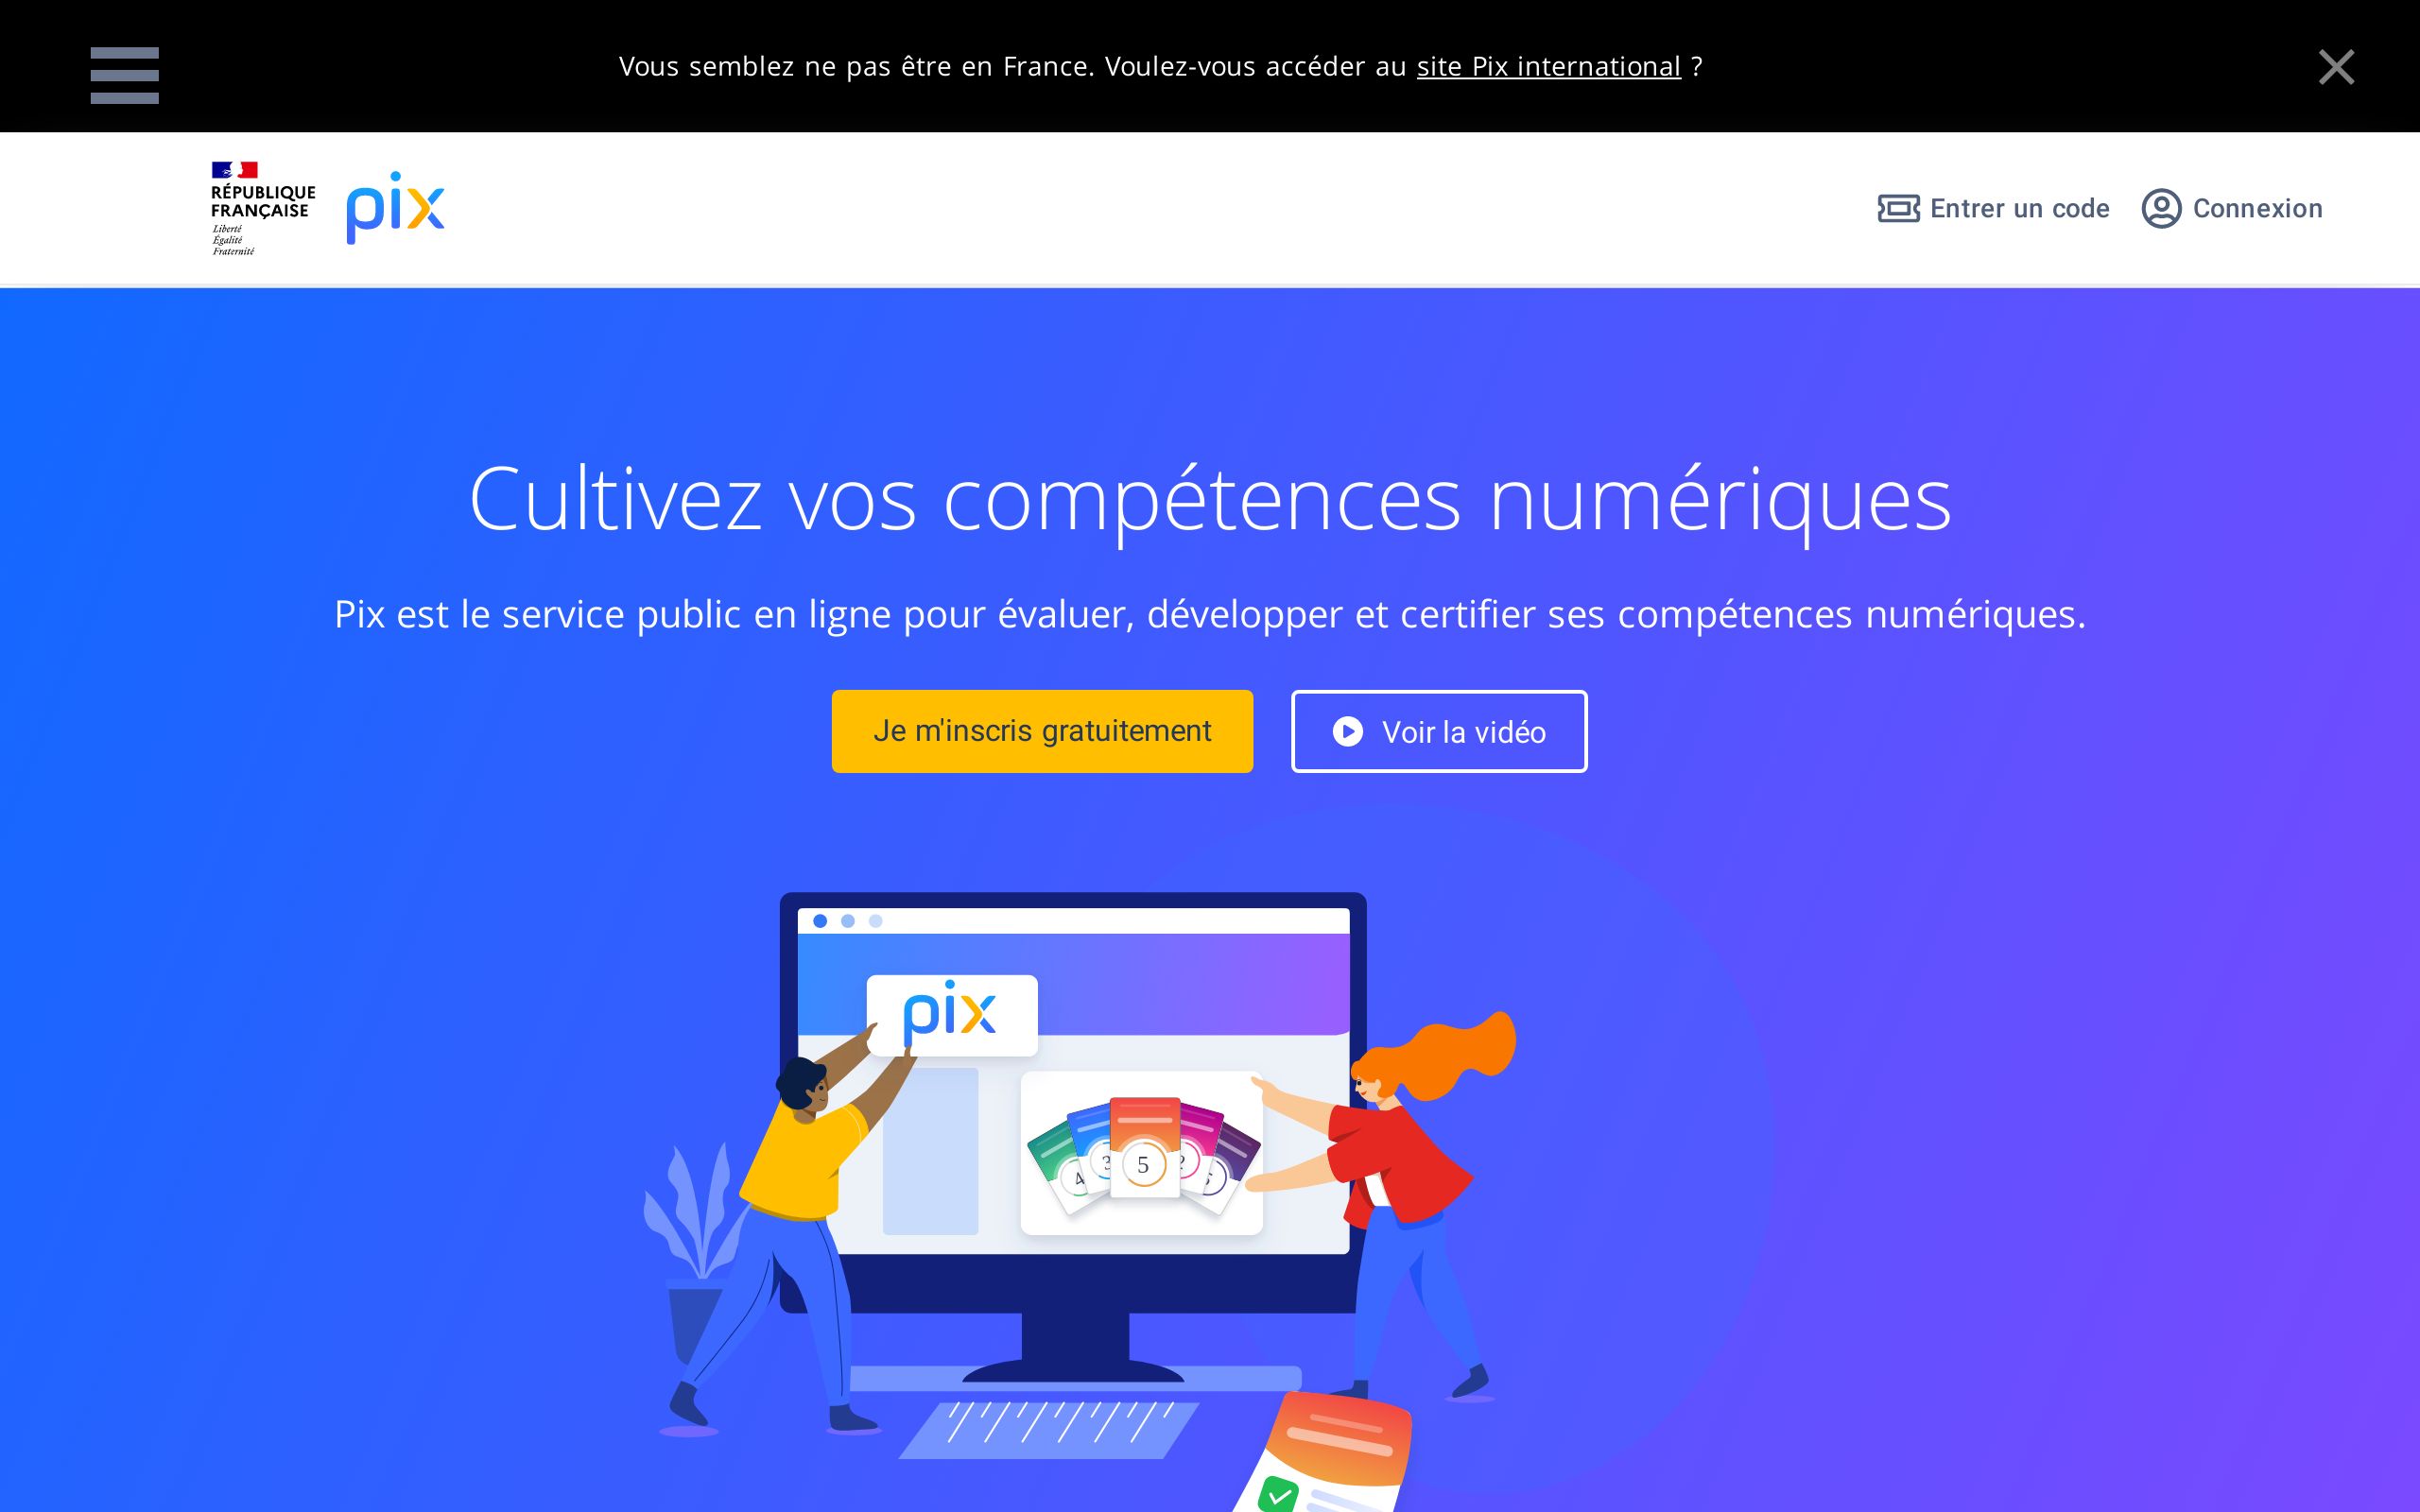 Vous semblez ne pas être en France. Voulez-vous accéder au site Pix international ?
RÉPUBLIQUE
FRANÇAISE
Liberté
Égalité
Fraternité
pix
Entrer un code
Connexion
Cultivez vos compétences numériques
Pix est le service public en ligne pour évaluer, développer et certifier ses compétences numériques.
Je m'inscris gratuitement
Voir la vidéo
pix
4 3 5 2 5